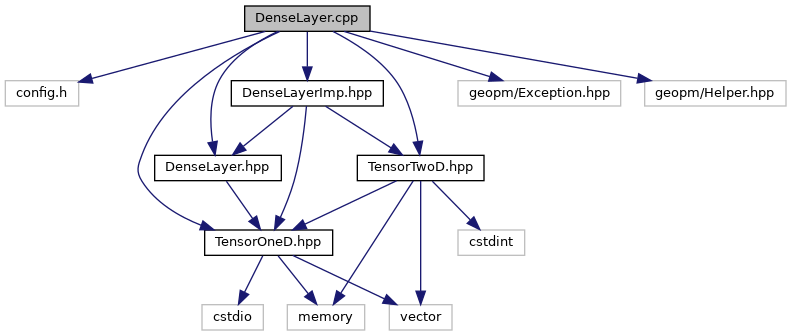 DenseLayer.cpp
config.h
DenseLayerImp.hpp
geopm/Exception.hpp
geopm/Helper.hpp
DenseLayer.hpp
TensorTwoD.hpp
TensorOneD.hpp
cstdint
cstdio
memory
vector